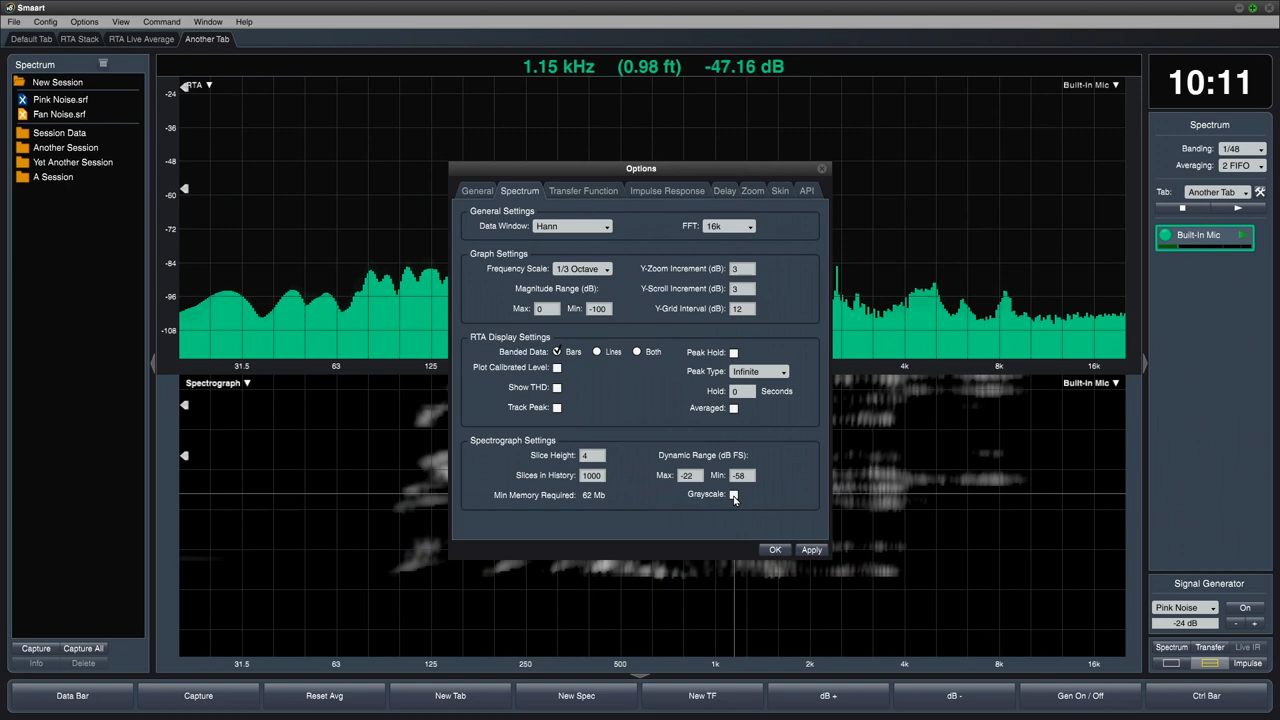 Smaart
File Config Options View Command Window Help
Default Tab RTA Stack RTA Live Average Another Tab
Spectrum
New Session
Pink Noise.srf
Fan Noise.srf
Session Data
Another Session
Yet Another Session
A Session
Capture Capture All
Info Delete
1.15 kHz (0.98 ft) -47.16 dB
RTA ▼ Built-In Mic ▼
-24
-36
-48
-60
-72
-84
-96
-108
31.5 63 125 4k 8k 16k
Spectrograph ▼ Built-In Mic ▼
31.5 63 125 250 500 1k 2k 4k 8k 16k
Options
General Spectrum Transfer Function Impulse Response Delay Zoom Skin API
General Settings
Data Window: Hann FFT: 16k
Graph Settings
Frequency Scale: 1/3 Octave Y-Zoom Increment (dB): 3
Magnitude Range (dB): Y-Scroll Increment (dB): 3
Max: 0 Min: -100 Y-Grid Interval (dB): 12
RTA Display Settings
Banded Data: Bars Lines Both Peak Hold:
Plot Calibrated Level: Peak Type: Infinite
Show THD: Hold: 0 Seconds
Track Peak: Averaged:
Spectrograph Settings
Slice Height: 4 Dynamic Range (dB FS):
Slices in History: 1000 Max: -22 Min: -58
Min Memory Required: 62 Mb Grayscale:
OK Apply
10:11
Spectrum
Banding: 1/48
Averaging: 2 FIFO
Tab: Another Tab
Built-In Mic
Signal Generator
Pink Noise On
-24 dB - +
Spectrum Transfer Live IR
Impulse
Data Bar Capture Reset Avg New Tab New Spec New TF dB + dB - Gen On / Off Ctrl Bar